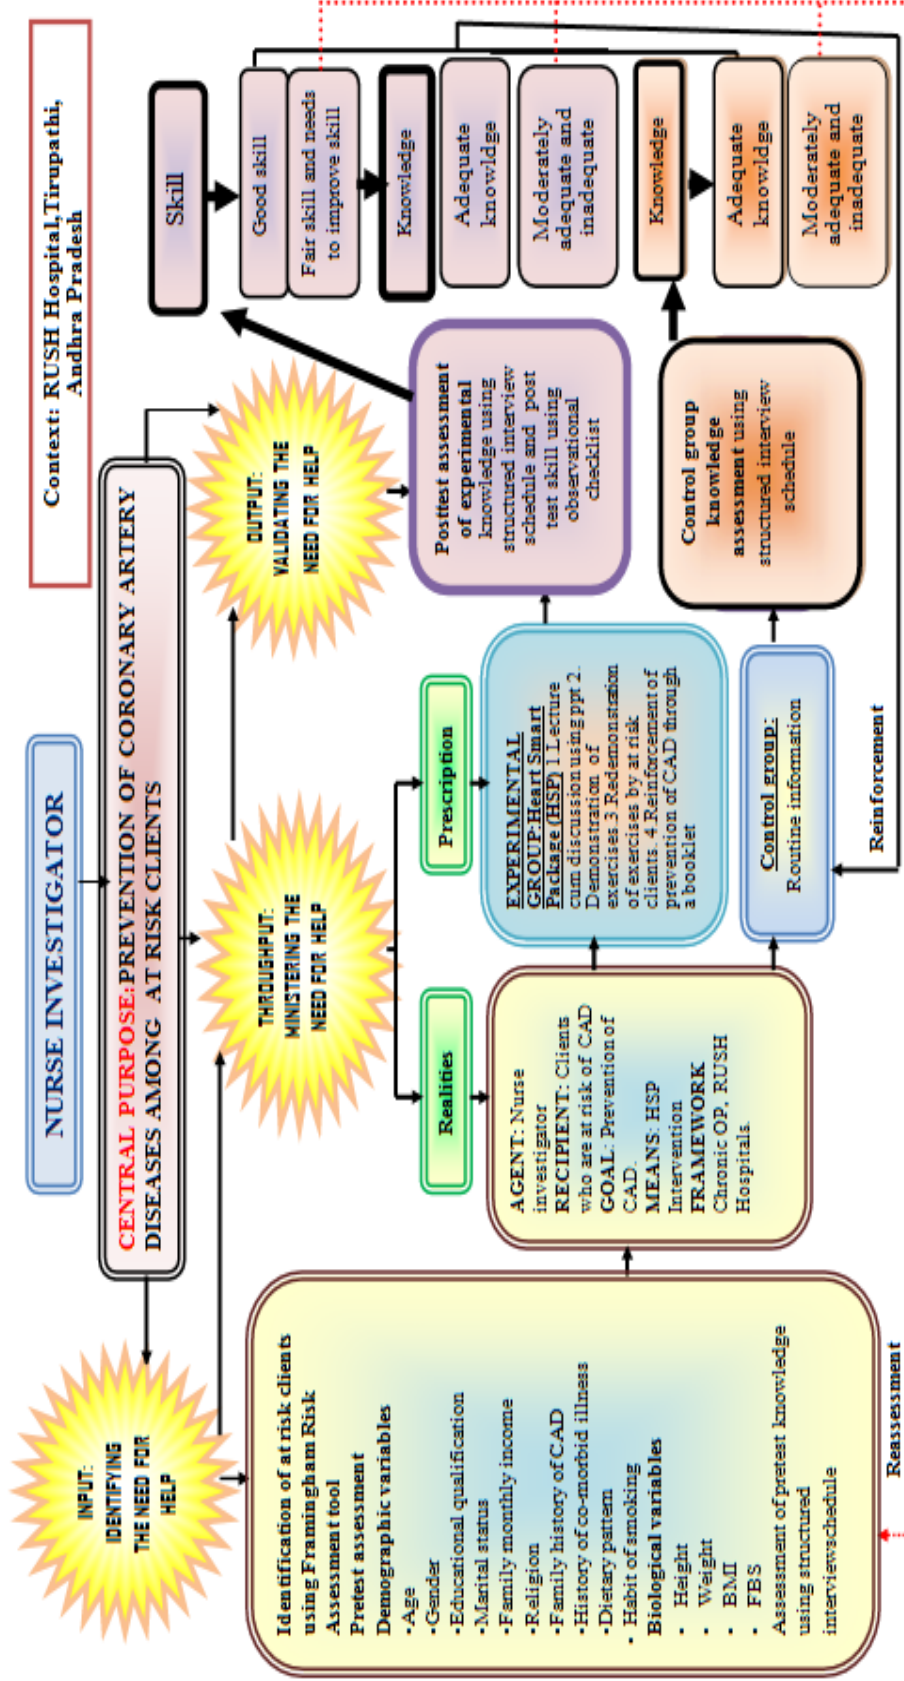 Context: RUSH Hospital,Tirupathi,
Andhra Pradesh
NURSE INVESTIGATOR
CENTRAL PURPOSE: PREVENTION OF CORONARY ARTERY
DISEASES AMONG AT RISK CLIENTS
INPUT:
IDENTIFYING
THE NEED FOR
HELP
THROUGHPUT:
MINISTERING THE
NEED FOR HELP
OUTPUT:
VALIDATING THE
NEED FOR HELP
Identification of at risk clients
using Framingham Risk
Assessment tool
Pretest assessment
Demographic variables
•Age
•Gender
•Educational qualification
•Marital status
•Family monthly income
•Religion
•Family history of CAD
•History of co-morbid illness
•Dietary pattern
• Habit of smoking
Biological variables
• Height
• Weight
• BMI
• FBS
Assessment of pretest knowledge
using structured
interviewschedule
Realities
AGENT: Nurse
investigator
RECIPIENT: Clients
who are at risk of CAD
GOAL: Prevention of
CAD.
MEANS: HSP
Intervention
FRAMEWORK
Chronic OP, RUSH
Hospitals.
Prescription
EXPERIMENTAL
GROUP:Heart Smart
Package (HSP) 1.Lecture
cum discussion using ppt 2.
Demonstration of
exercises.3 Redemonstration
of exercises by at risk
clients. 4.Reinforcement of
prevention of CAD through
a booklet
Control group:
Routine information
Posttest assessment
of experimental
knowledge using
structured interview
schedule and post
test skill using
observational
checklist
Control group
knowledge
assessment using
structured interview
schedule
Skill
Good skill
Fair skill and needs
to improve skill
Knowledge
Adequate
knowldge
Moderately
adequate and
inadequate
Knowledge
Adequate
knowldge
Moderately
adequate and
inadequate
Reinforcement
Reassessment